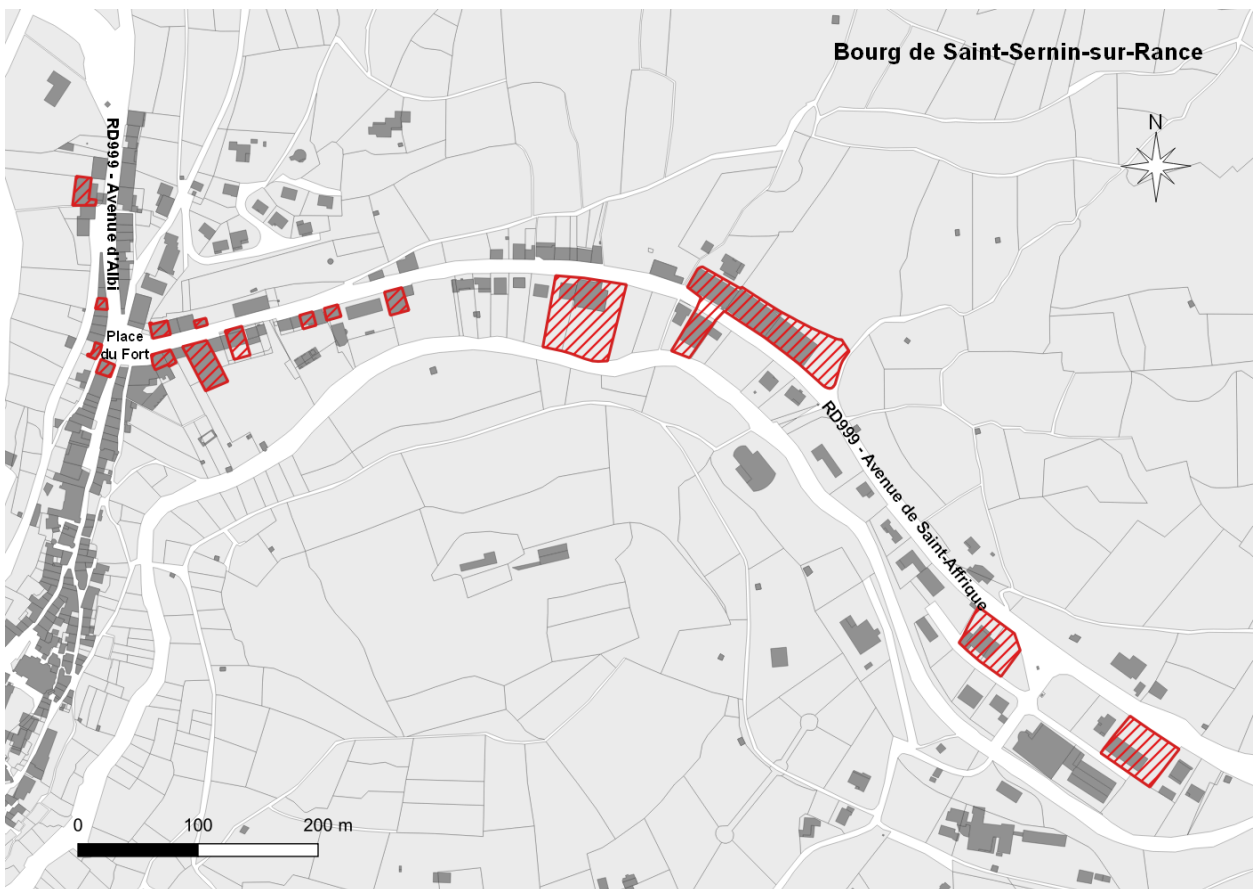 Bourg de Saint-Sernin-sur-Rance
N
RD999 - Avenue d'Albi
Place
du Fort
RD999 - Avenue de Saint-Affrique
0 100 200 m